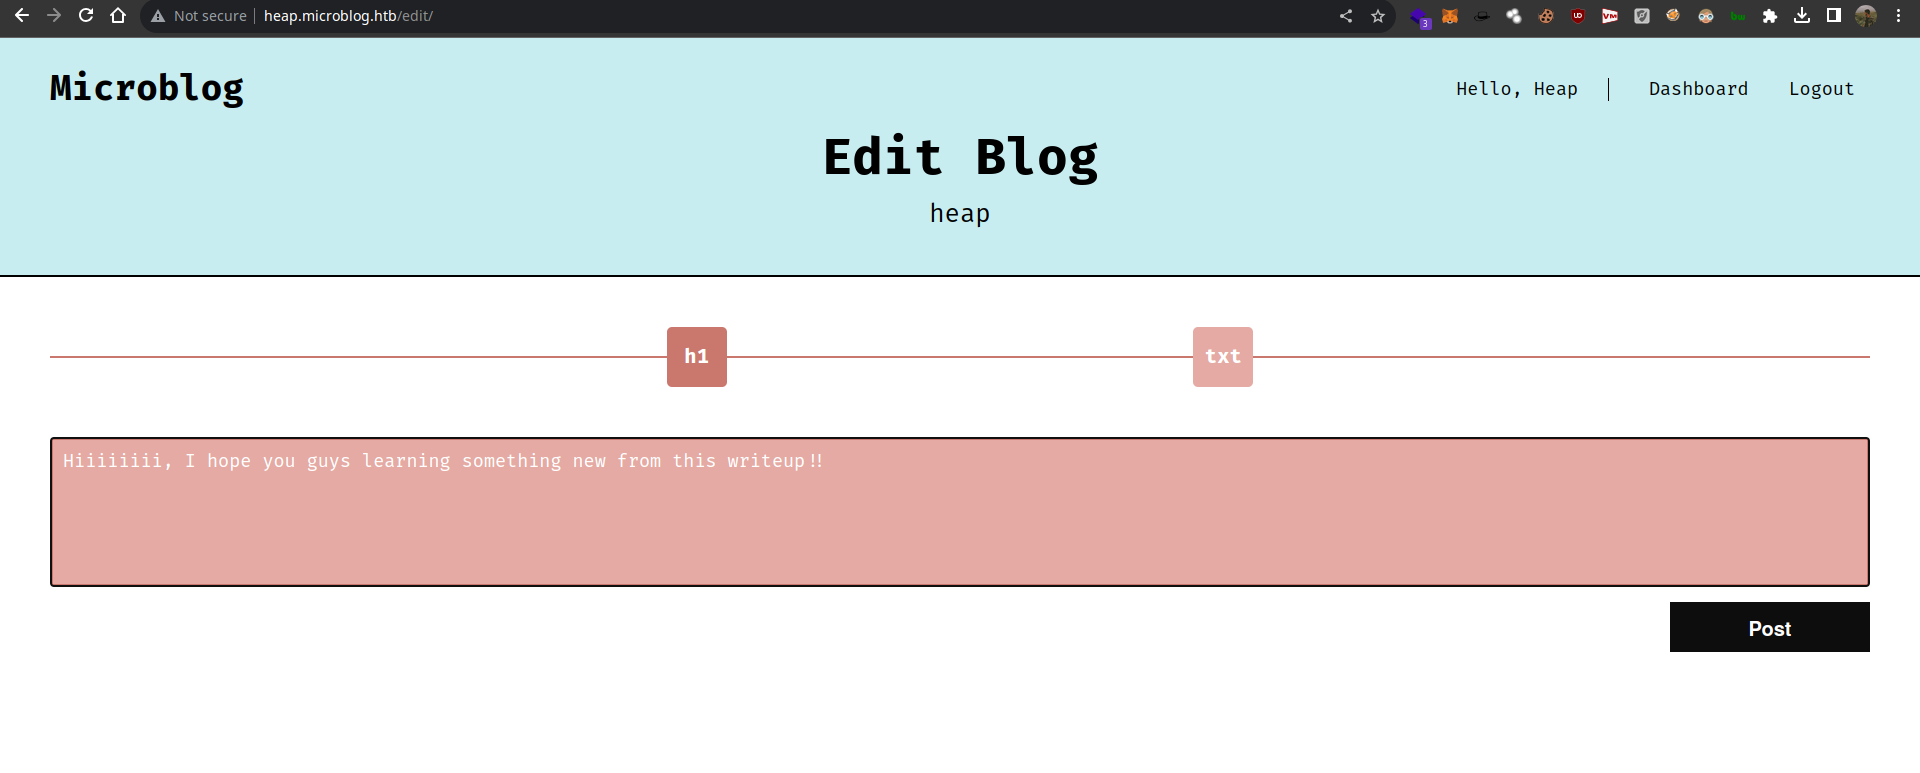 Not secure | heap.microblog.htb/edit/
3
Microblog
Hello, Heap
Dashboard
Logout
Edit Blog
heap
h1
txt
Hiiiiiiii, I hope you guys learning something new from this writeup!!
Post